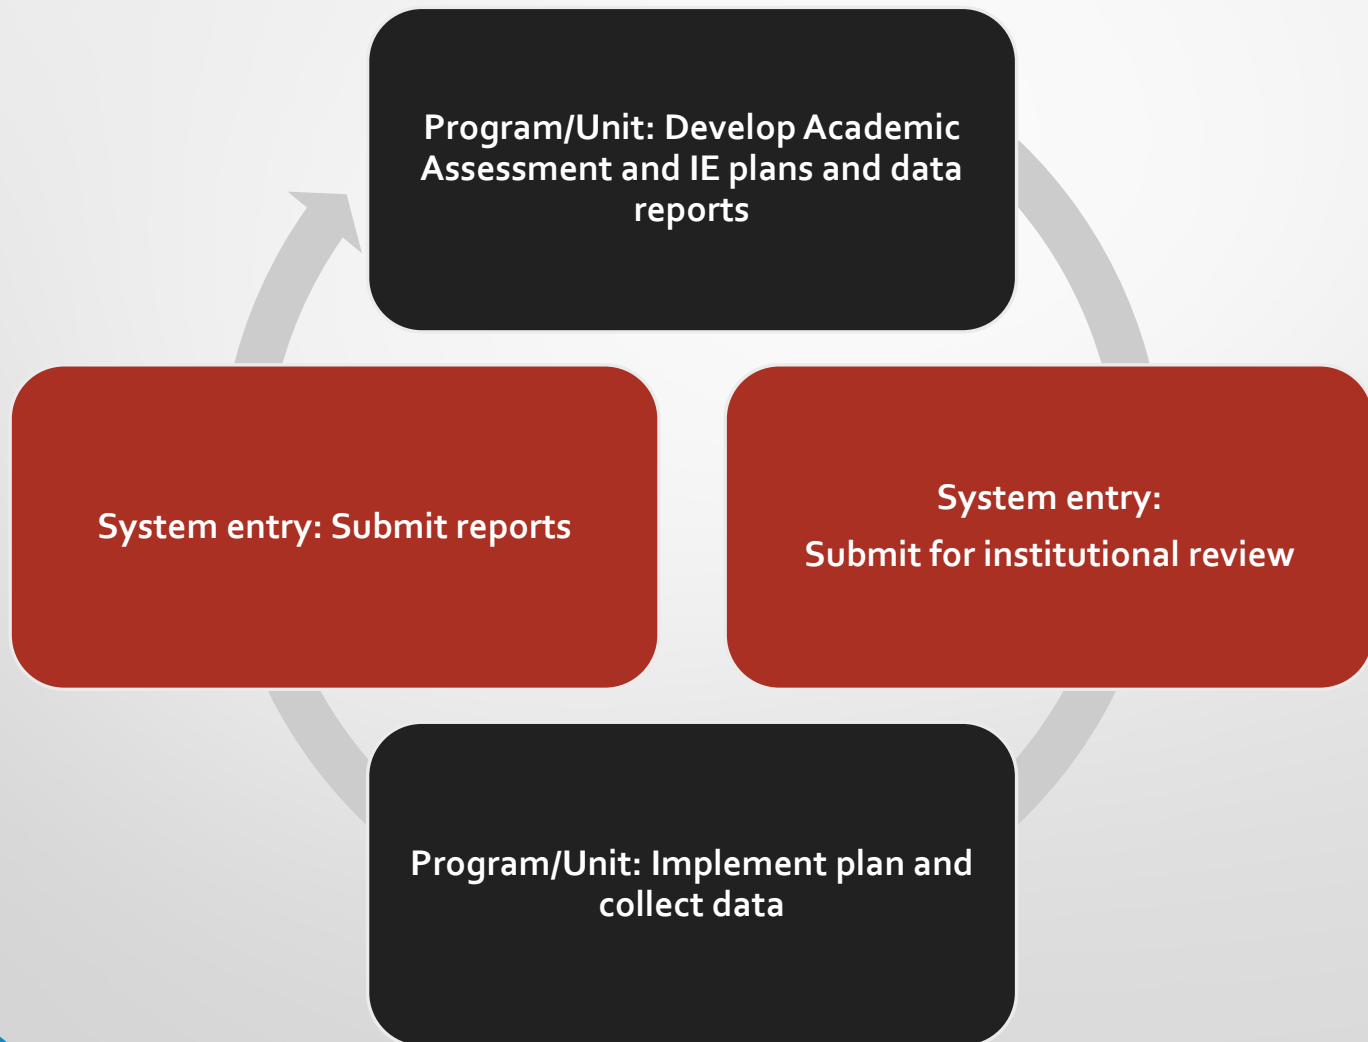 Program/Unit: Develop Academic
Assessment and IE plans and data
reports
System entry: Submit reports
System entry:
Submit for institutional review
Program/Unit: Implement plan and
collect data